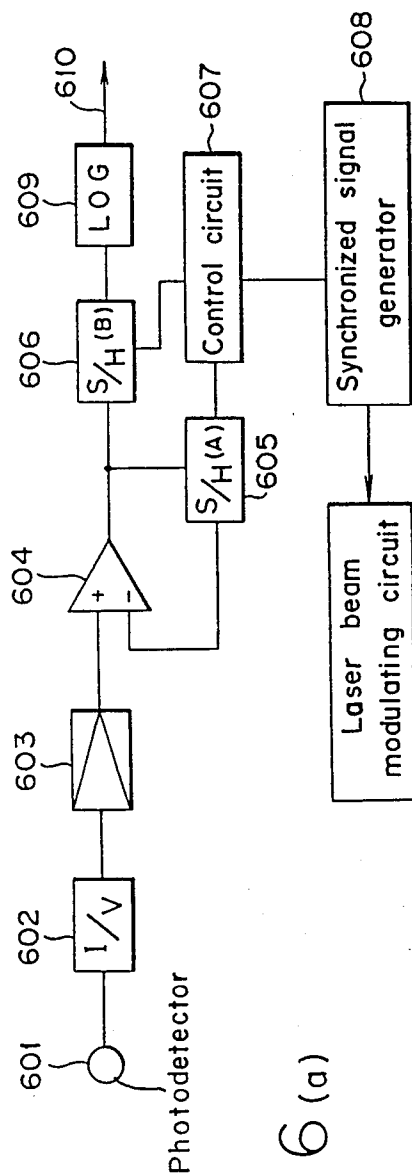 601
Photodetector
602
I/V
603
604
+
−
606
S/H (B)
609
LOG
610
S/H (A)
605
607
Control circuit
608
Synchronized signal
generator
Laser beam
modulating circuit
6 (a)